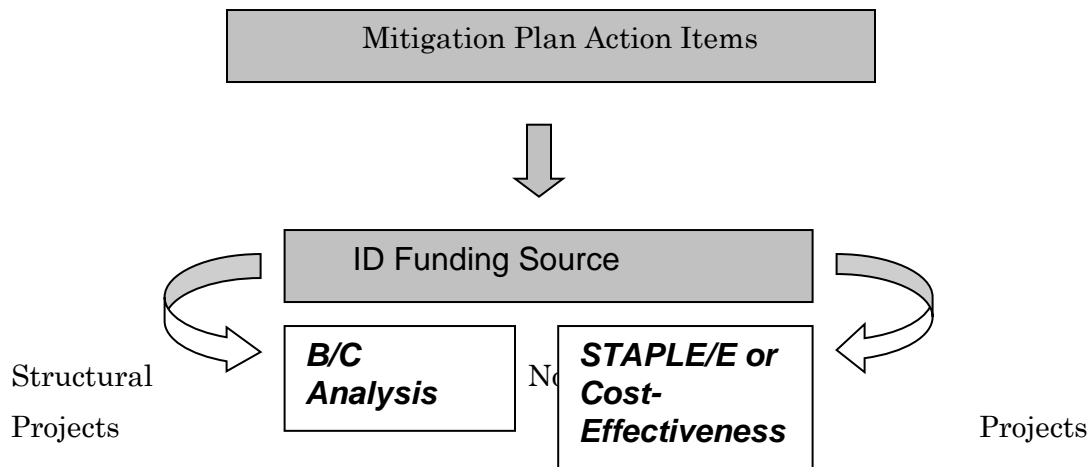 Mitigation Plan Action Items
ID Funding Source
B/C
Analysis
STAPLE/E or
Cost-
Effectiveness
Structural
Projects
Projects